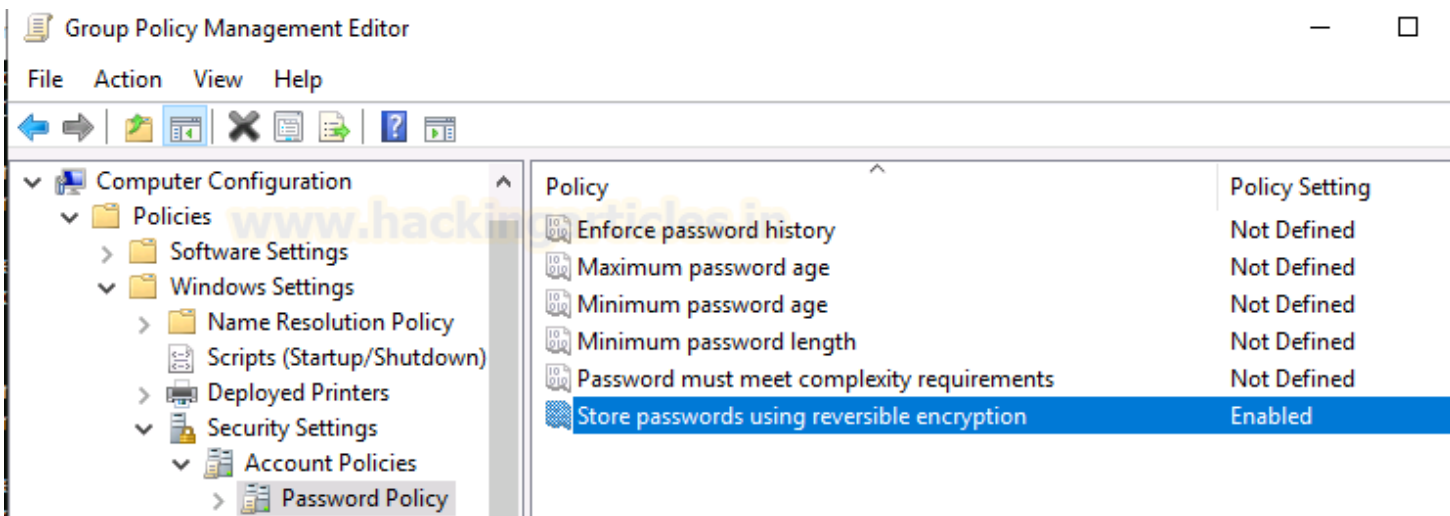 Group Policy Management Editor
File Action View Help
Computer Configuration
Policies
Software Settings
Windows Settings
Name Resolution Policy
Scripts (Startup/Shutdown)
Deployed Printers
Security Settings
Account Policies
Password Policy
Policy Policy Setting
Enforce password history Not Defined
Maximum password age Not Defined
Minimum password age Not Defined
Minimum password length Not Defined
Password must meet complexity requirements Not Defined
Store passwords using reversible encryption Enabled
www.hackingarticles.in